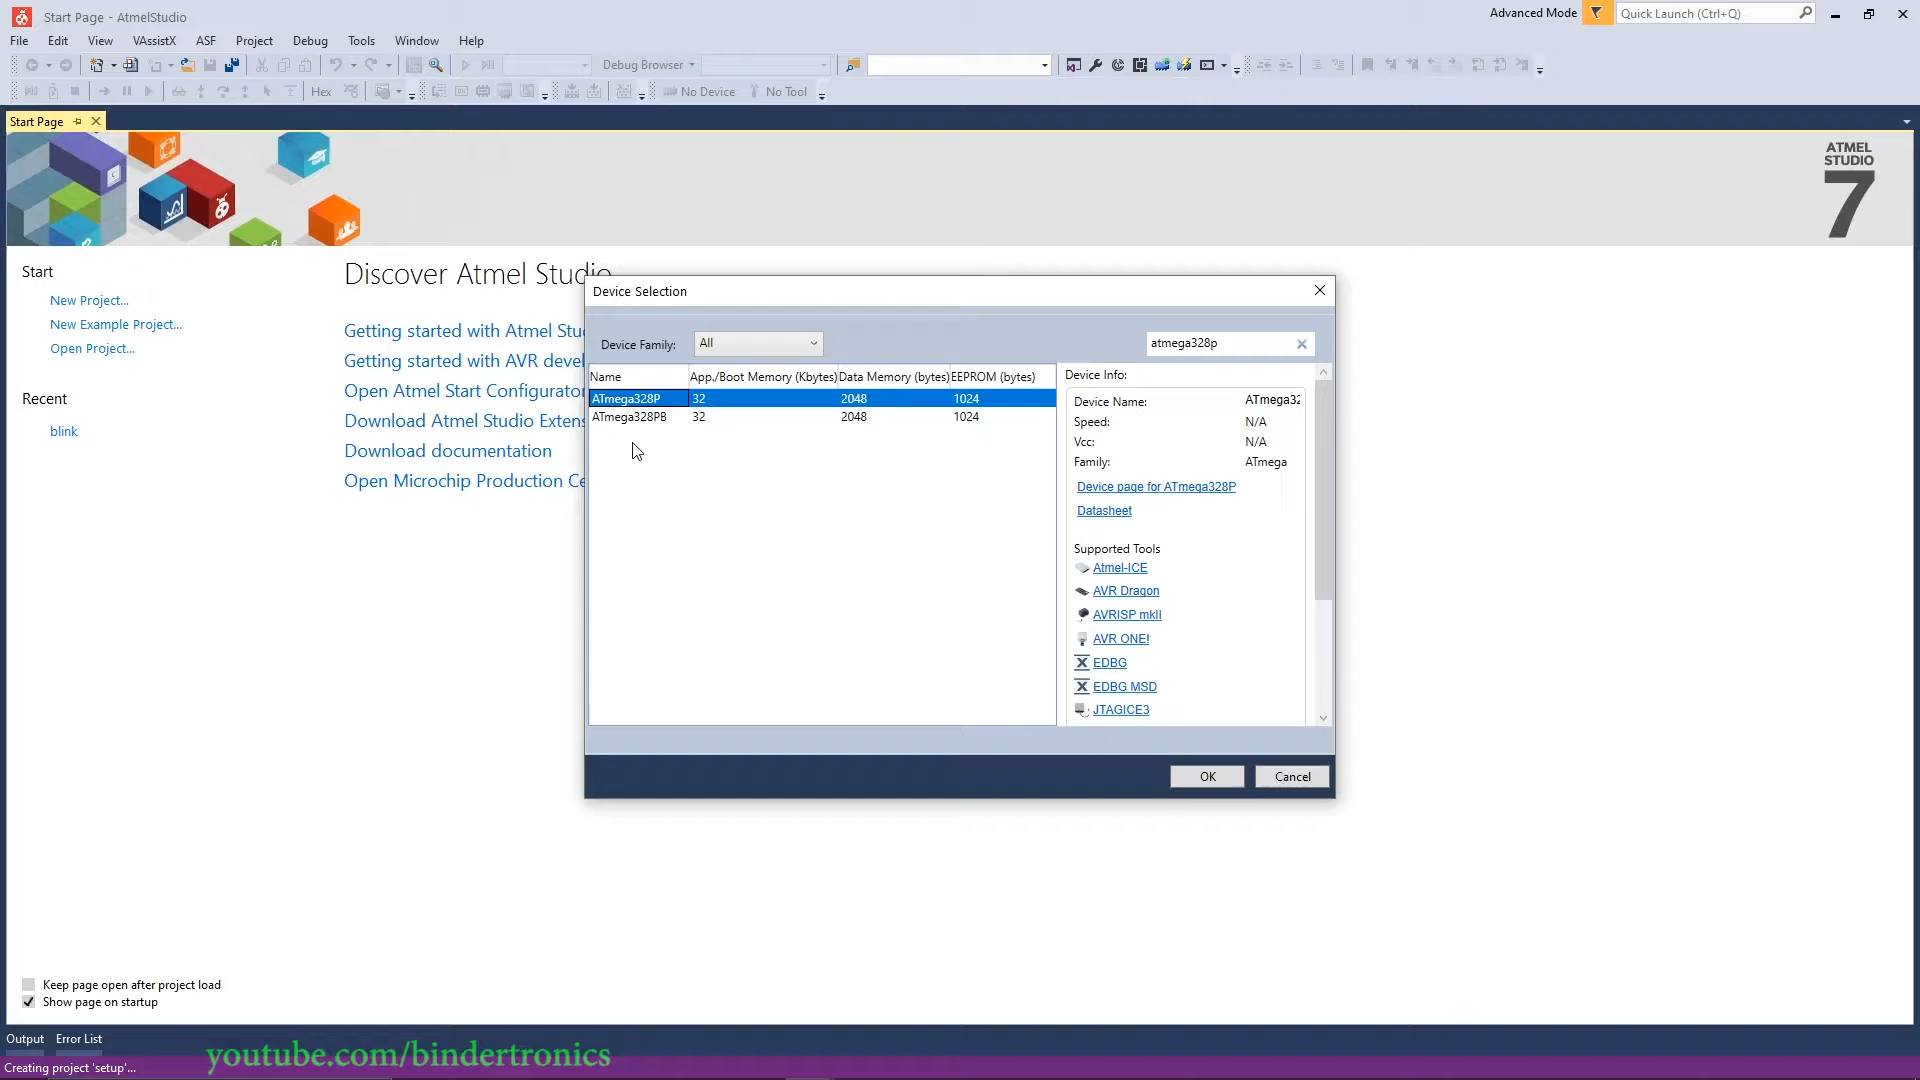 Start Page - AtmelStudio
Advanced Mode
Quick Launch (Ctrl+Q)
File Edit View VAssistX ASF Project Debug Tools Window Help
Debug Browser
Hex
No Device
No Tool
Start Page
ATMEL
STUDIO
7
Start
New Project...
New Example Project...
Open Project...
Recent
blink
Discover Atmel Studio
Getting started with Atmel Stu
Getting started with AVR devel
Open Atmel Start Configurator
Download Atmel Studio Extens
Download documentation
Open Microchip Production Ce
Device Selection
Device Family: All
atmega328p
Name App./Boot Memory (Kbytes) Data Memory (bytes) EEPROM (bytes)
ATmega328P 32 2048 1024
ATmega328PB 32 2048 1024
Device Info:
Device Name: ATmega32
Speed: N/A
Vcc: N/A
Family: ATmega
Device page for ATmega328P
Datasheet
Supported Tools
Atmel-ICE
AVR Dragon
AVRISP mkII
AVR ONE!
EDBG
EDBG MSD
JTAGICE3
OK Cancel
Keep page open after project load
Show page on startup
Output Error List
youtube.com/bindertronics
Creating project 'setup'...